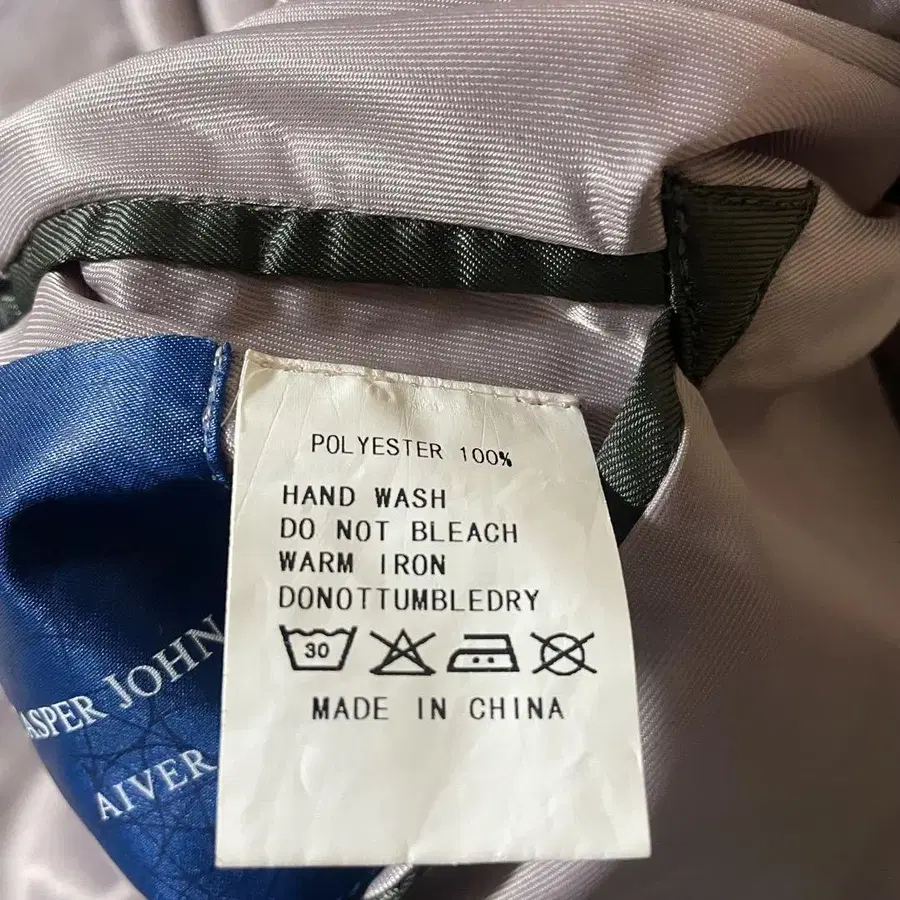 POLYESTER 100%
HAND WASH
DO NOT BLEACH
WARM IRON
DONOTTUMBLEDRY
30
MADE IN CHINA
ASPER JOHN
AIVER